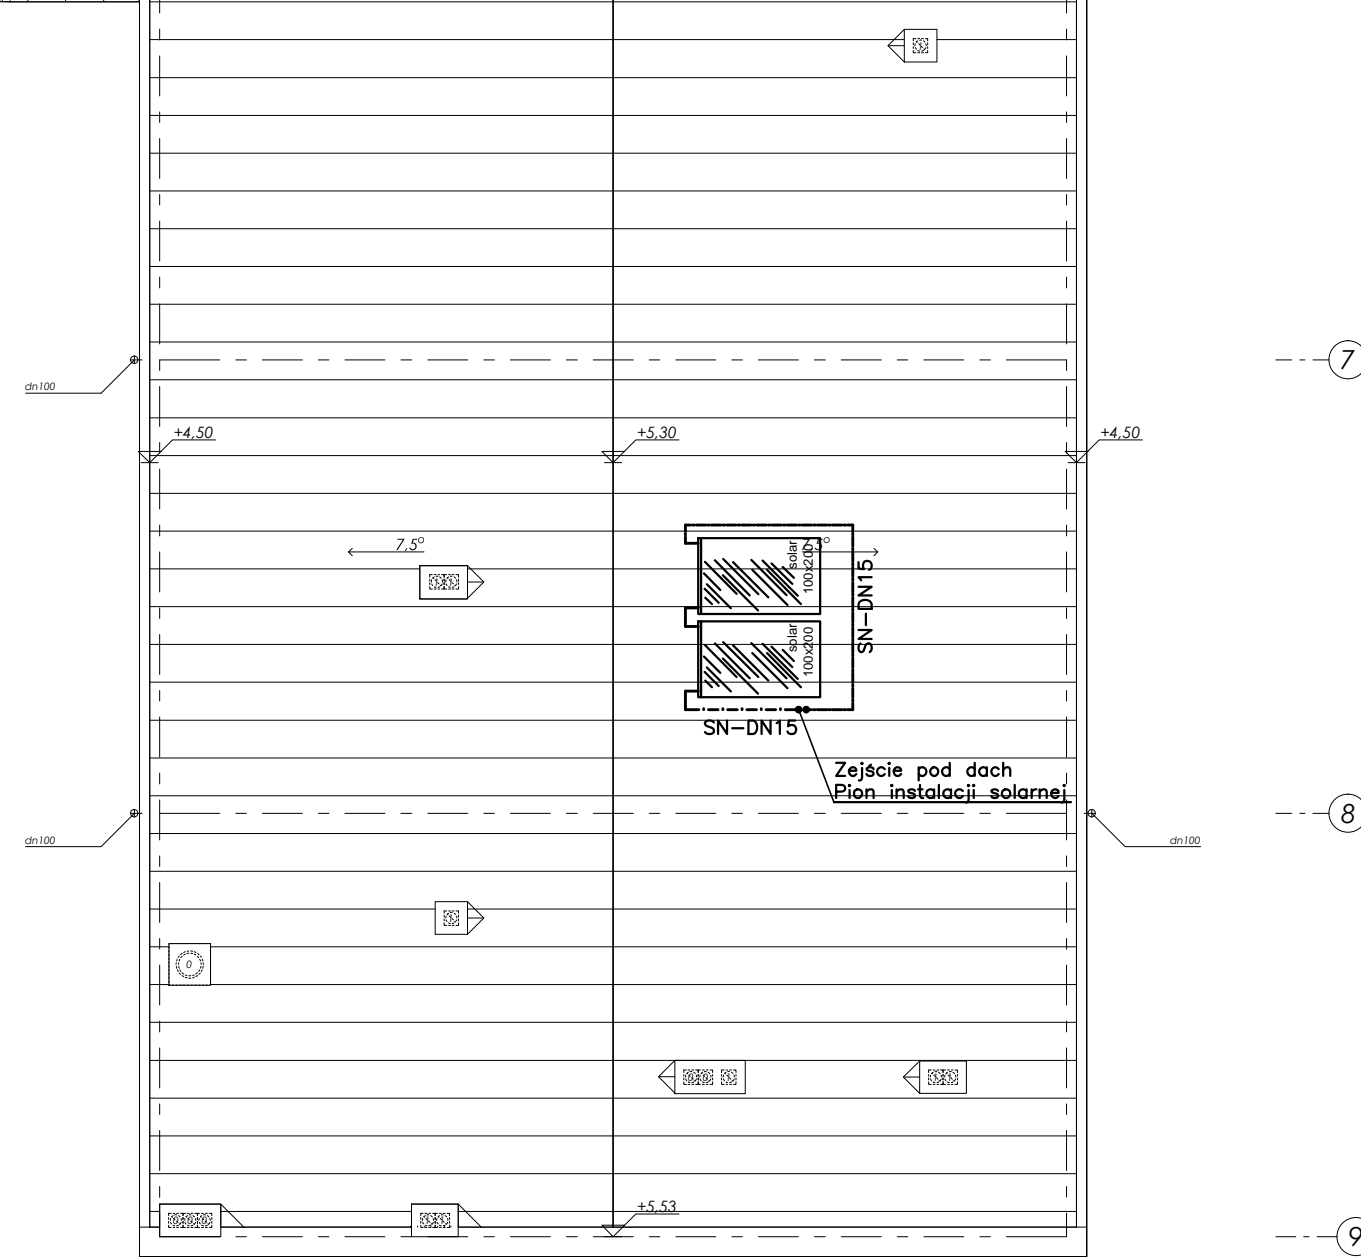 dn100
7
+4,50
+5,30
+4,50
7,5°
7,5°
solar
100x200
SN-DN15
solar
100x200
SN-DN15
Zejście pod dach
Pion instalacji solarnej
dn100
8
dn100
0
+5,53
9